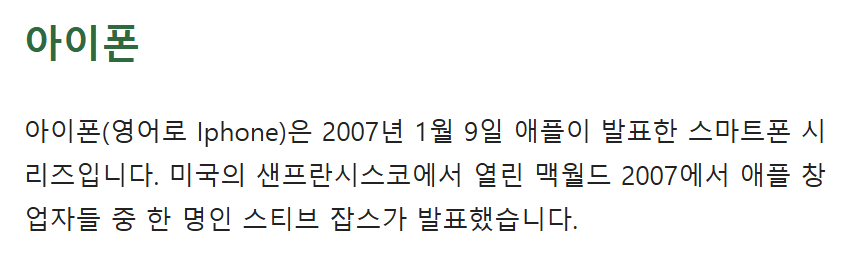 아이폰
아이폰(영어로 Iphone)은 2007년 1월 9일 애플이 발표한 스마트폰 시
리즈입니다. 미국의 샌프란시스코에서 열린 맥월드 2007에서 애플 창
업자들 중 한 명인 스티브 잡스가 발표했습니다.